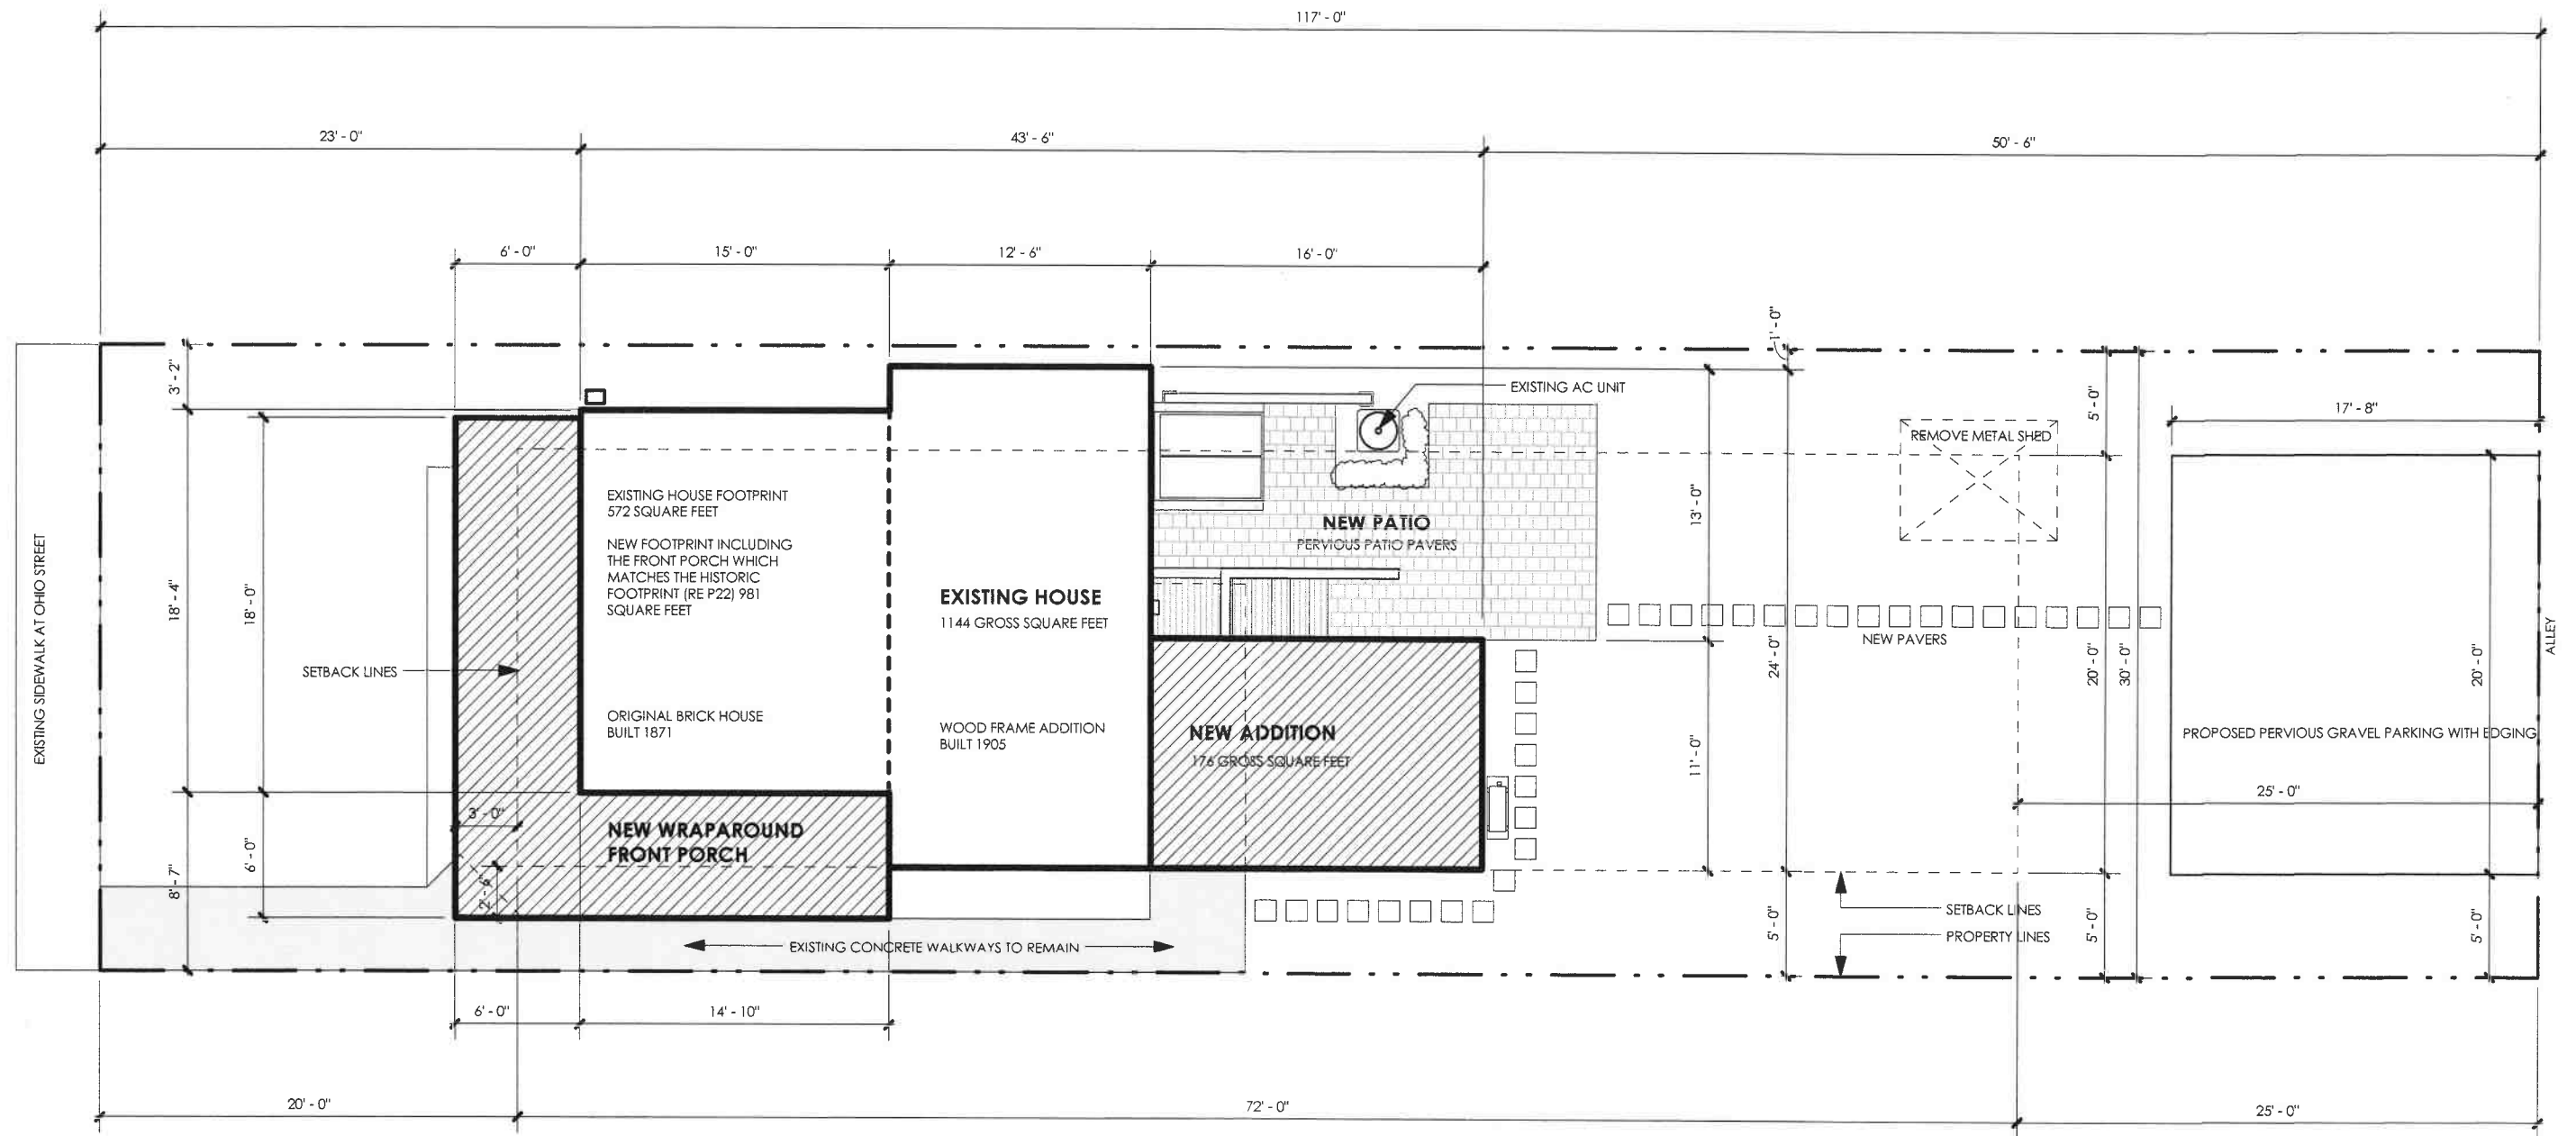 117' - 0"
23' - 0"
43' - 6"
50' - 6"
6' - 0"
15' - 0"
12' - 6"
16' - 0"
1' - 0"
3' - 2"
EXISTING AC UNIT
5' - 0"
17' - 8"
REMOVE METAL SHED
EXISTING HOUSE FOOTPRINT
572 SQUARE FEET
NEW FOOTPRINT INCLUDING
THE FRONT PORCH WHICH
MATCHES THE HISTORIC
FOOTPRINT (RE P22) 981
SQUARE FEET
NEW PATIO
PERVIOUS PATIO PAVERS
13' - 0"
EXISTING HOUSE
1144 GROSS SQUARE FEET
18' - 4"
18' - 0"
EXISTING SIDEWALK AT OHIO STREET
SETBACK LINES
NEW PAVERS
24' - 0"
20' - 0"
30' - 0"
20' - 0"
ALLEY
ORIGINAL BRICK HOUSE
BUILT 1871
WOOD FRAME ADDITION
BUILT 1905
NEW ADDITION
176 GROSS SQUARE FEET
11' - 0"
PROPOSED PERVIOUS GRAVEL PARKING WITH EDGING
25' - 0"
3' - 0"
NEW WRAPAROUND
FRONT PORCH
8' - 7"
6' - 0"
2' - 6"
SETBACK LINES
PROPERTY LINES
5' - 0"
5' - 0"
5' - 0"
EXISTING CONCRETE WALKWAYS TO REMAIN
6' - 0"
14' - 10"
20' - 0"
72' - 0"
25' - 0"